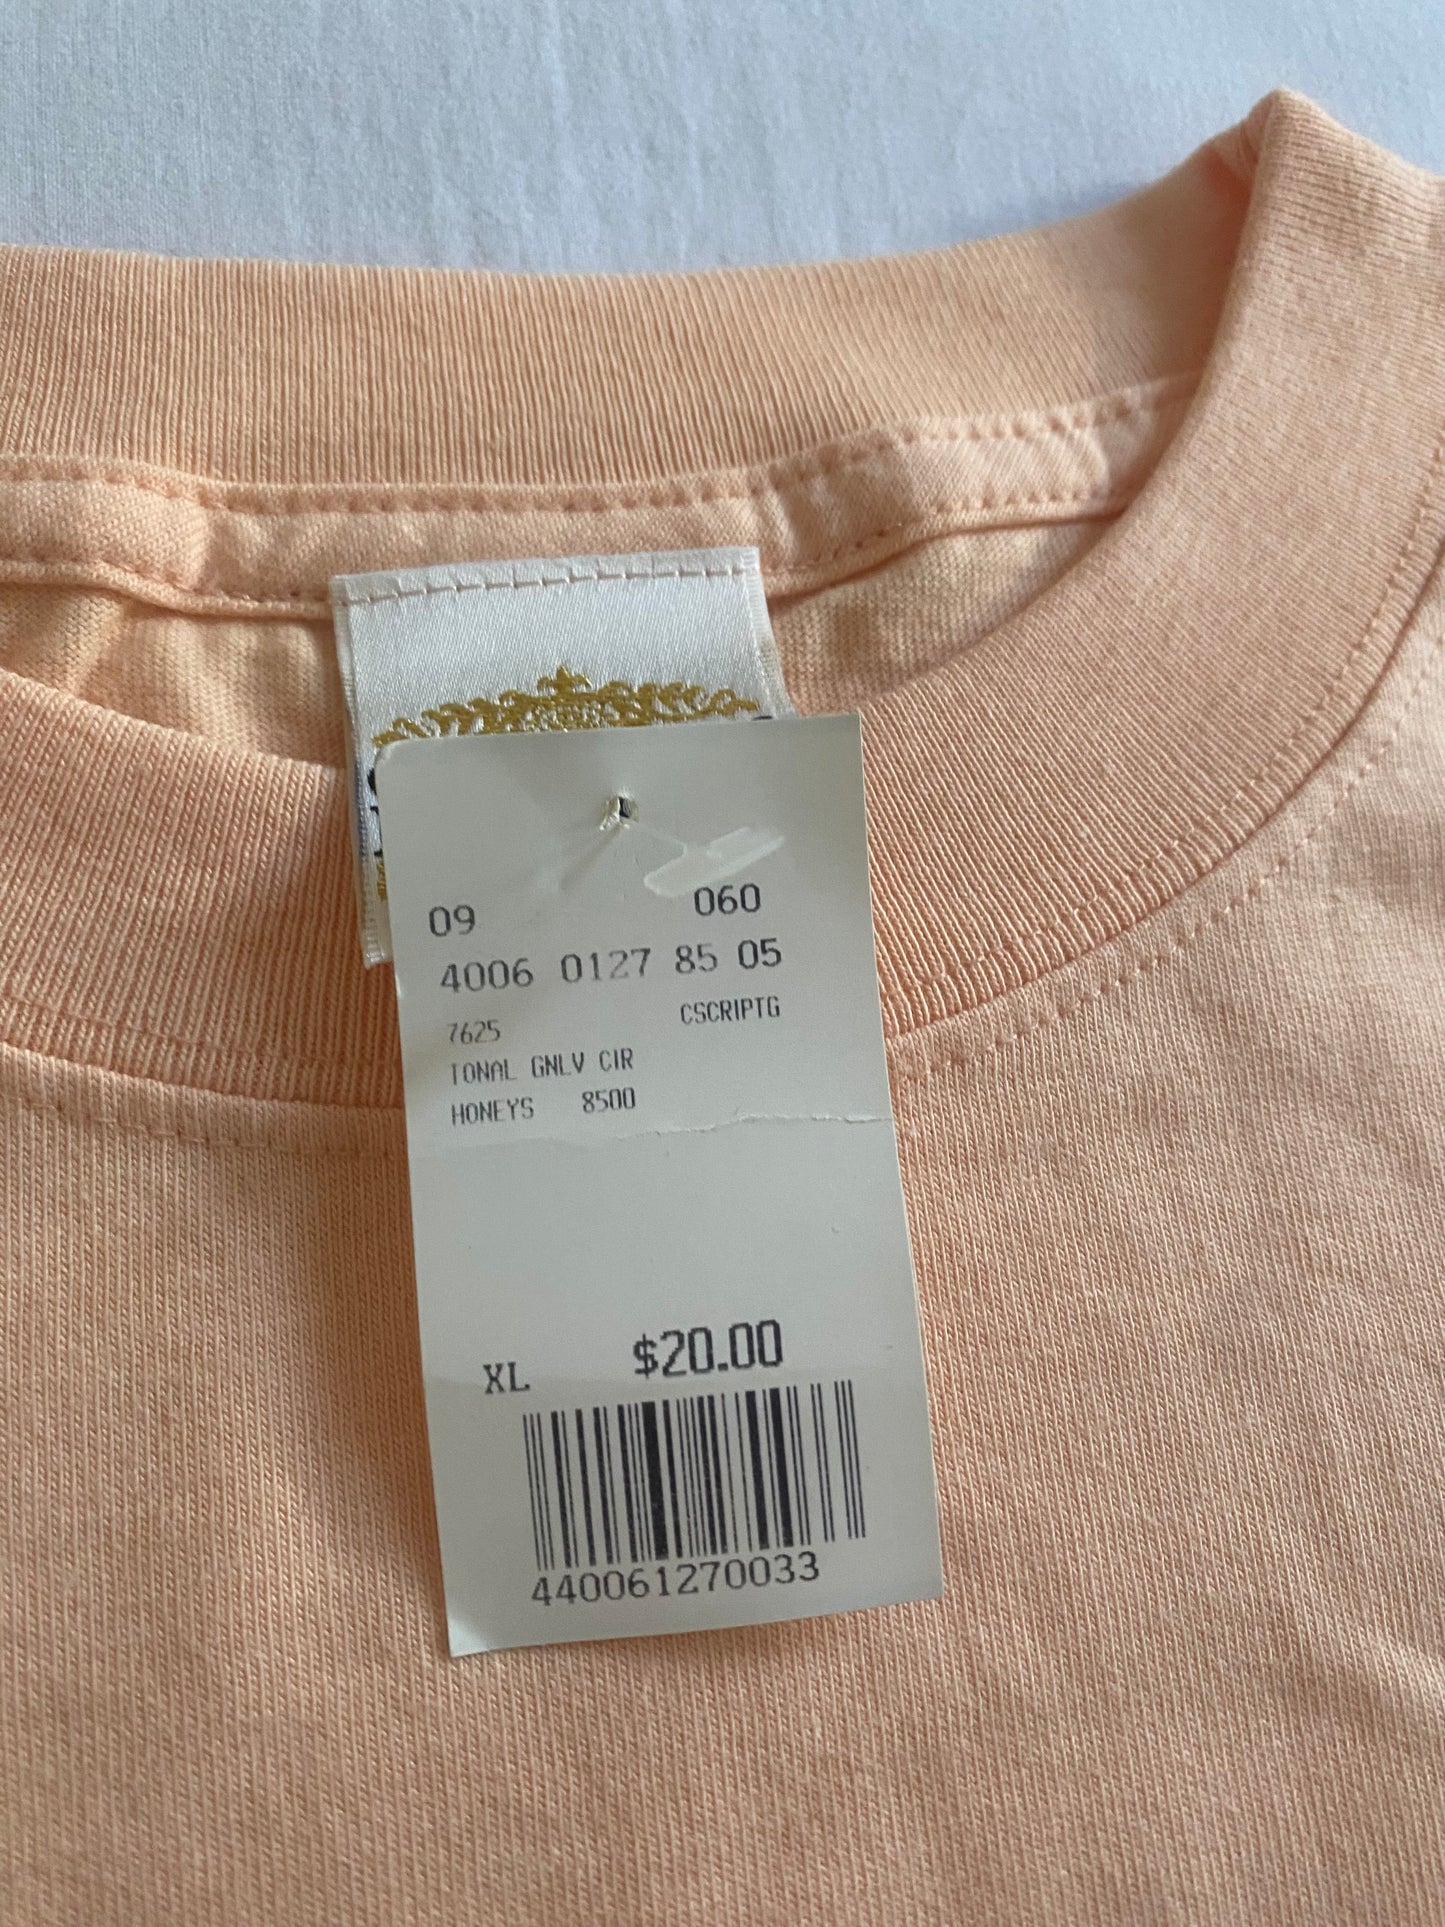 09 060
4006 0127 85 05
7625 CSCRIPTG
TONAL GNLV CIR
HONEYS 8500
XL $20.00
440061270033